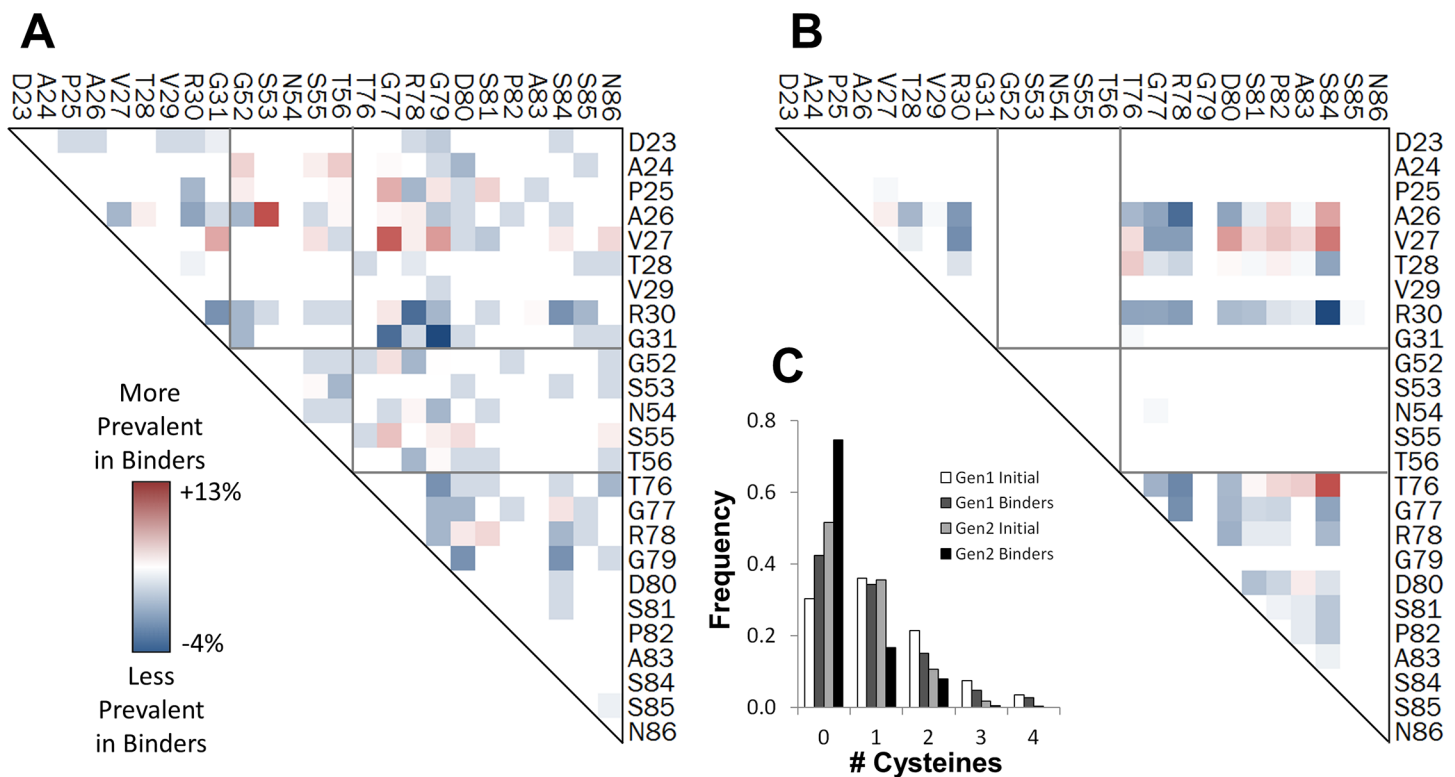 A
B
D23 A24 P25 A26 V27 T28 V29 R30 G31 G52 S53 N54 S55 T56 T76 G77 R78 G79 D80 S81 P82 A83 S84 S85 N86
D23 A24 P25 V27 T28 V29 R30 G31 G52 S53 N54 S55 T56 T76 G77 R78 G79 D80 S81 P82 A83 S84 S85 N86
D23
A24
P25
A26
V27
T28
V29
R30
G31
G52
S53
N54
S55
T56
T76
G77
R78
G79
D80
S81
P82
A83
S84
S85
N86
D23
A24
P25
A26
V27
T28
V29
R30
G31
G52
S53
N54
S55
T56
T76
G77
R78
G79
D80
S81
P82
A83
S84
S85
N86
More
Prevalent
in Binders
+13%
-4%
Less
Prevalent
in Binders
C
Frequency
0.8
0.6
0.4
0.2
0.0
Gen1 Initial
Gen1 Binders
Gen2 Initial
Gen2 Binders
0 1 2 3 4
# Cysteines